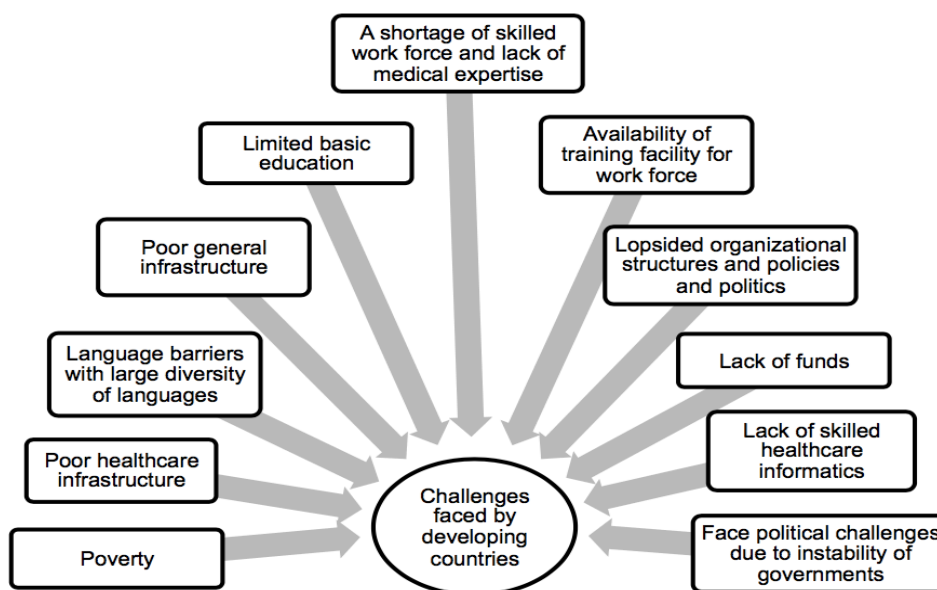 A shortage of skilled
work force and lack of
medical expertise
Limited basic
education
Availability of
training facility for
work force
Poor general
infrastructure
Lopsided organizational
structures and policies
and politics
Language barriers
with large diversity
of languages
Lack of funds
Poor healthcare
infrastructure
Lack of skilled
healthcare
informatics
Poverty
Challenges
faced by
developing
countries
Face political challenges
due to instability of
governments